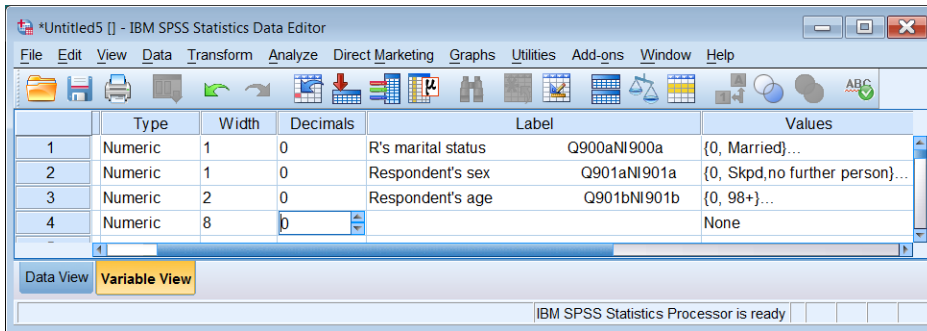 *Untitled5 [] - IBM SPSS Statistics Data Editor
File Edit View Data Transform Analyze Direct Marketing Graphs Utilities Add-ons Window Help
μ A 1 4 ABC
Type Width Decimals Label Values
1 Numeric 1 0 R's marital status Q900aNI900a {0, Married}...
2 Numeric 1 0 Respondent's sex Q901aNI901a {0, Skpd,no further person}...
3 Numeric 2 0 Respondent's age Q901bNI901b {0, 98+}...
4 Numeric 8 0 None
Data View Variable View
IBM SPSS Statistics Processor is ready